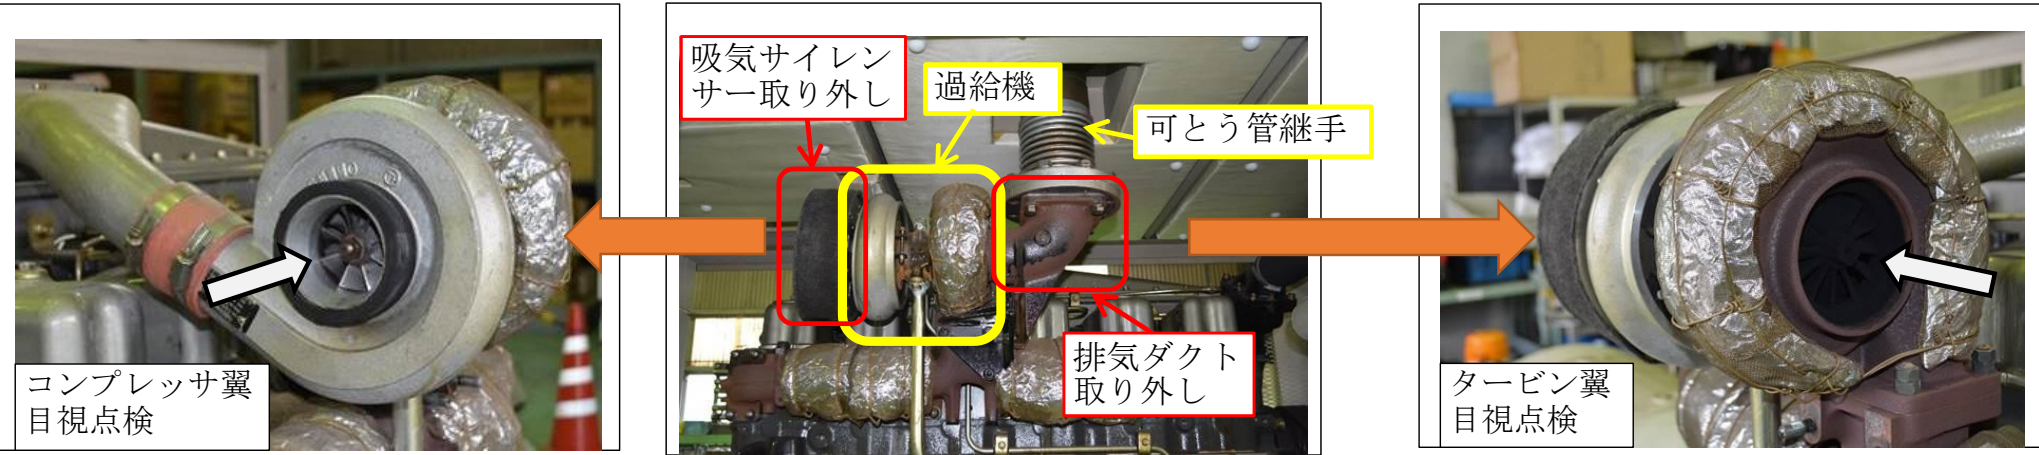 コンプレッサ翼
目視点検
吸気サイレン
サー取り外し
過給機
可とう管継手
排気ダクト
取り外し
タービン翼
目視点検